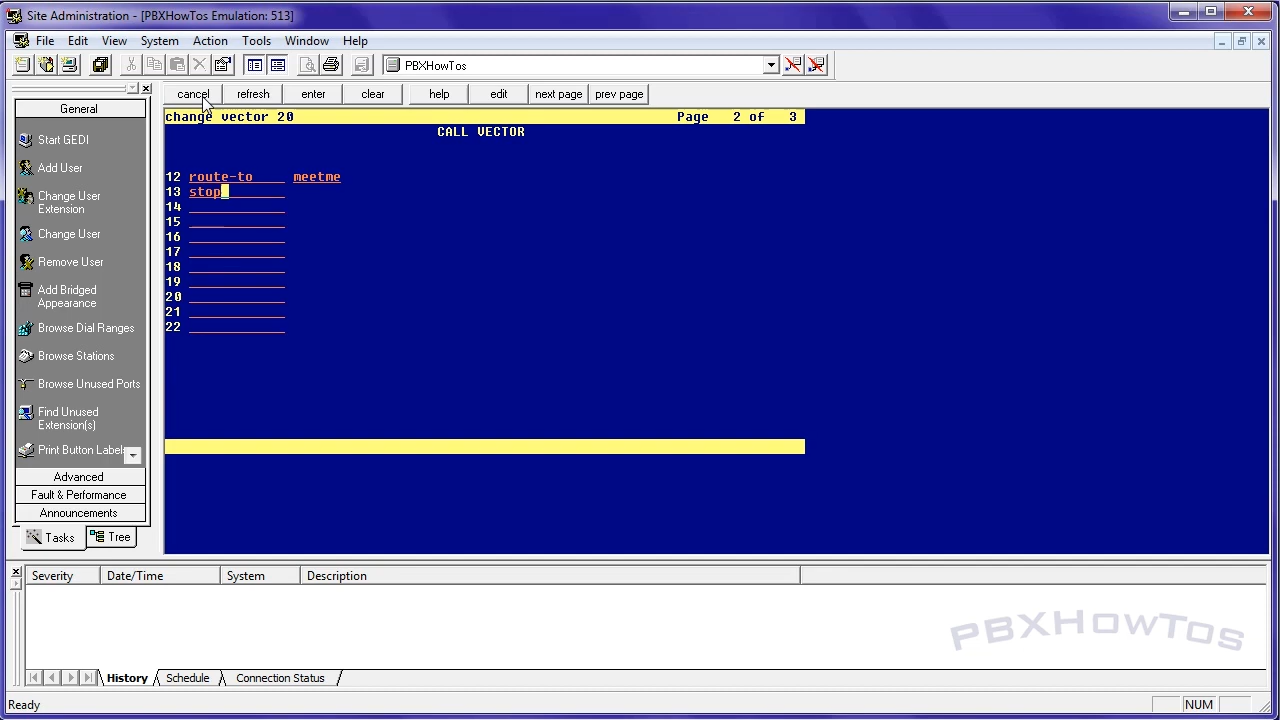 Site Administration - [PBXHowTos Emulation: 513]
File Edit View System Action Tools Window Help
PBXHowTos
General
cancel refresh enter clear help edit next page prev page
change vector 20 Page 2 of 3
CALL VECTOR
12 route-to meetme
13 stop
14
15
16
17
18
19
20
21
22
Start GEDI
Add User
Change User
Extension
Change User
Remove User
Add Bridged
Appearance
Browse Dial Ranges
Browse Stations
Browse Unused Ports
Find Unused
Extension(s)
Print Button Labels
Advanced
Fault & Performance
Announcements
Tasks Tree
Severity Date/Time System Description
PBXHowTos
History Schedule Connection Status
Ready NUM